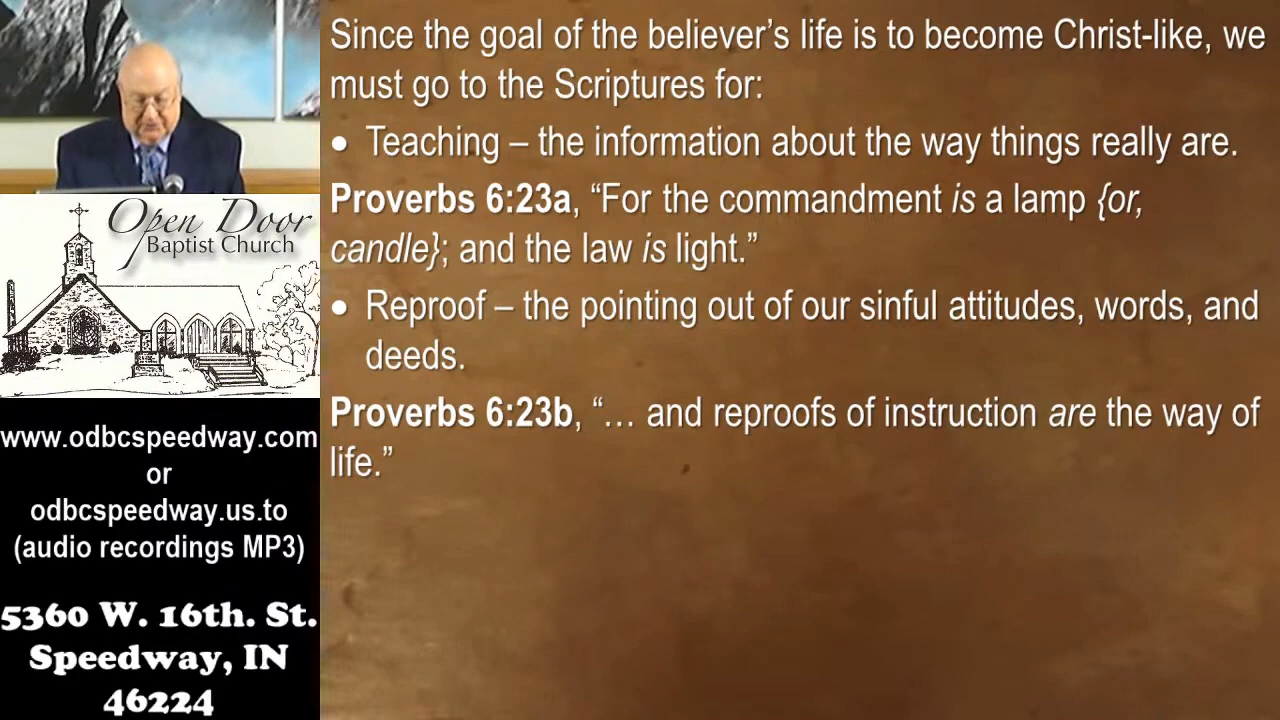 Since the goal of the believer’s life is to become Christ-like, we
must go to the Scriptures for:
• Teaching – the information about the way things really are.
Proverbs 6:23a, “For the commandment is a lamp {or,
candle}; and the law is light.”
• Reproof – the pointing out of our sinful attitudes, words, and
deeds.
Proverbs 6:23b, “… and reproofs of instruction are the way of
life.”
Open Door
Baptist Church
www.odbcspeedway.com
or
odbcspeedway.us.to
(audio recordings MP3)
5360 W. 16th. St.
Speedway, IN
46224